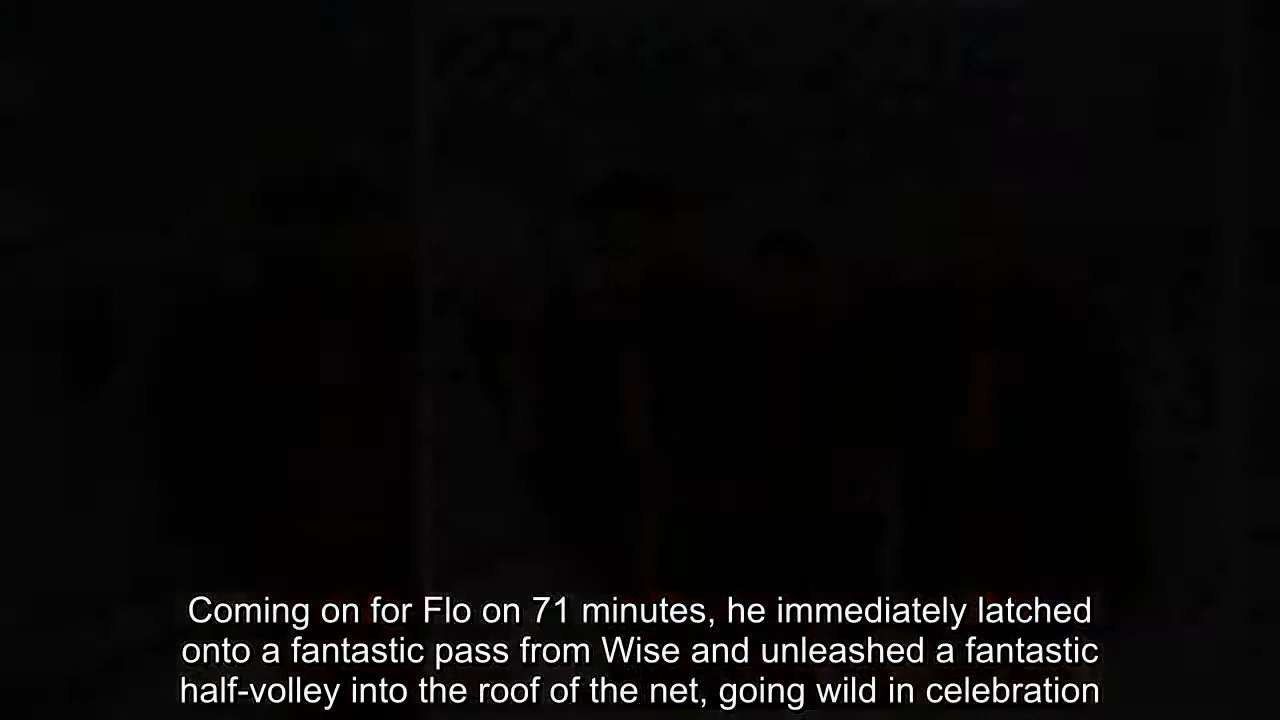 Coming on for Flo on 71 minutes, he immediately latched
onto a fantastic pass from Wise and unleashed a fantastic
half-volley into the roof of the net, going wild in celebration